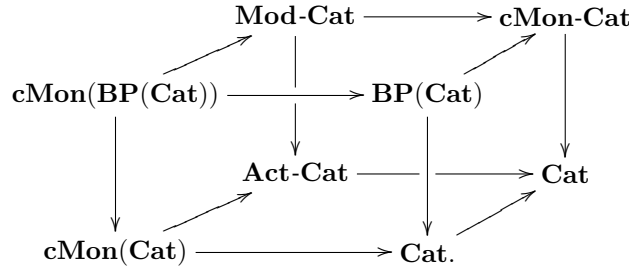 Mod-Cat cMon-Cat
cMon(BP(Cat)) BP(Cat)
Act-Cat Cat
cMon(Cat) Cat.